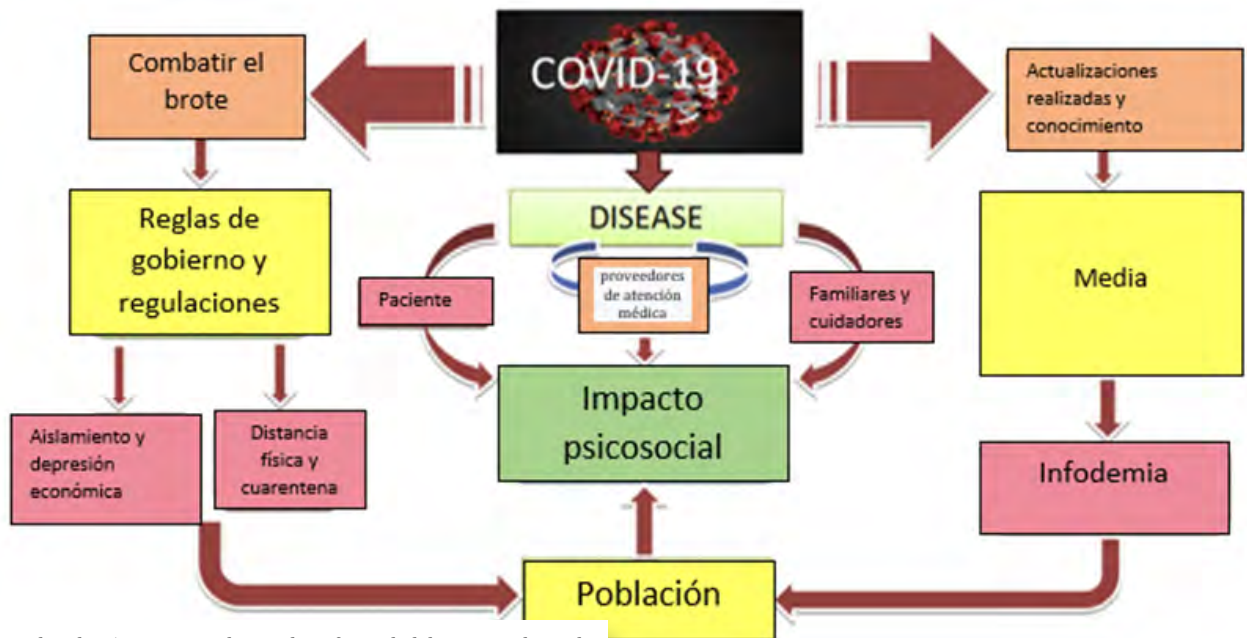 COVID-19
Combatir el
brote
Actualizaciones
realizadas y
conocimiento
Reglas de
gobierno y
regulaciones
DISEASE
Paciente
proveedores
de atención
médica
Familiares y
cuidadores
Media
Aislamiento y
depresión
económica
Distancia
física y
cuarentena
Impacto
psicosocial
Infodemia
Población